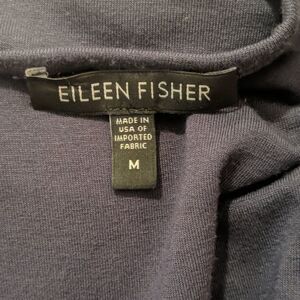 EILEEN FISHER
MADE IN
USA OF
IMPORTED
FABRIC
M